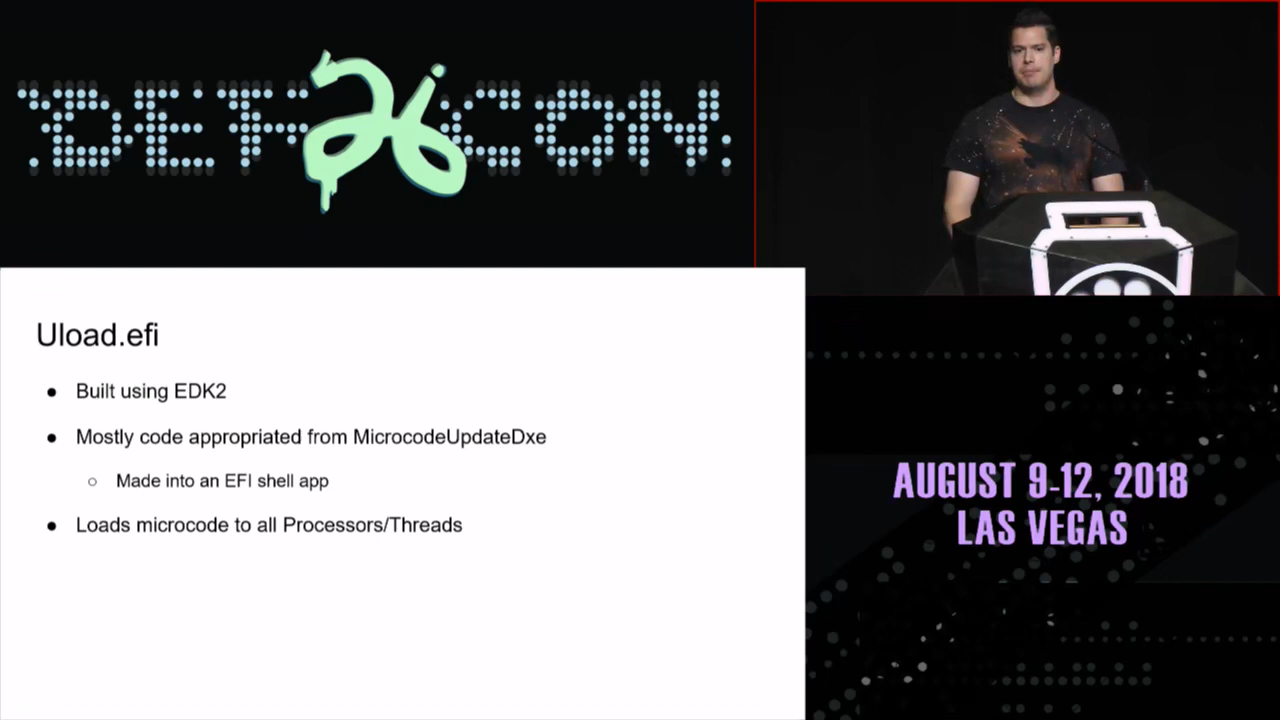 DEF 26 CON
Uload.efi
● Built using EDK2
● Mostly code appropriated from MicrocodeUpdateDxe
○ Made into an EFI shell app
● Loads microcode to all Processors/Threads
AUGUST 9-12, 2018
LAS VEGAS